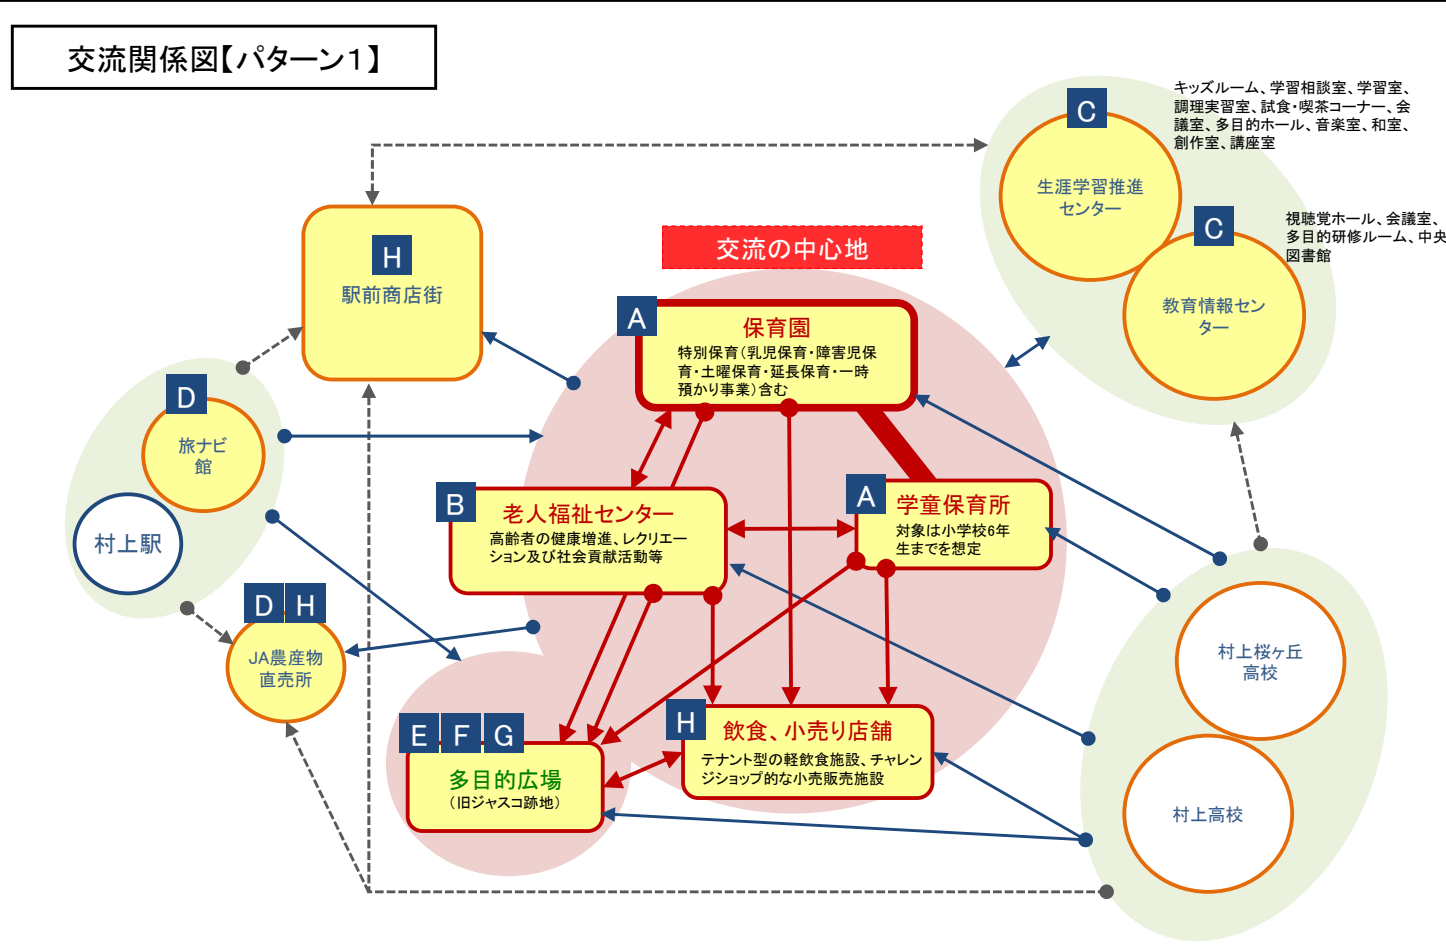 交流関係図【パターン１】
C
キッズルーム、学習相談室、学習室、
調理実習室、試食・喫茶コーナー、会
議室、多目的ホール、音楽室、和室、
創作室、講座室
生涯学習推進
センター
C
視聴覚ホール、会議室、
多目的研修ルーム、中央
図書館
教育情報セン
ター
H
駅前商店街
交流の中心地
A
保育園
特別保育（乳児保育・障害児保
育・土曜保育・延長保育・一時
預かり事業）含む
D
旅ナビ
館
村上駅
B
老人福祉センター
高齢者の健康増進、レクリエー
ション及び社会貢献活動等
A
学童保育所
対象は小学校6年
生までを想定
D H
JA農産物
直売所
村上桜ヶ丘
高校
村上高校
E F G
多目的広場
（旧ジャスコ跡地）
H
飲食、小売り店舗
テナント型の軽飲食施設、チャレン
ジショップ的な小売販売施設